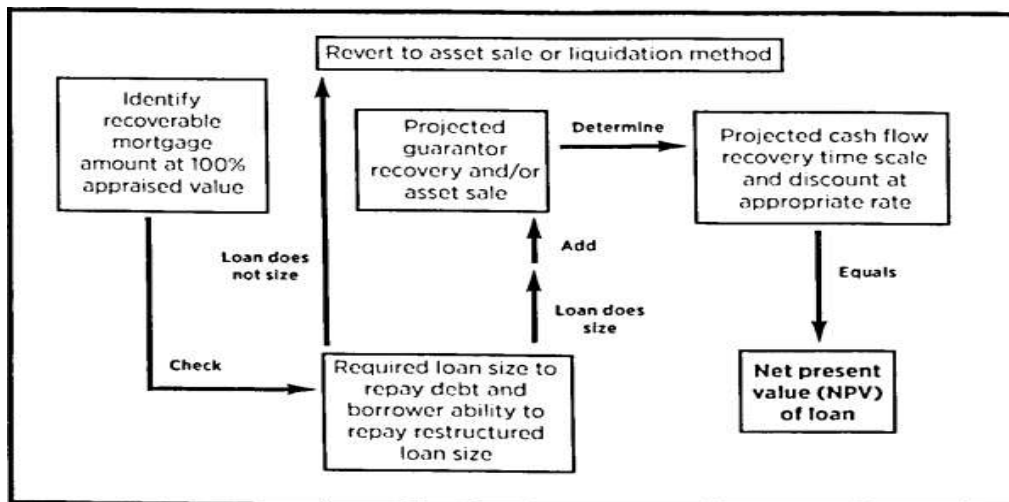 Revert to asset sale or liquidation method
Identify
recoverable
mortgage
amount at 100%
appraised value
Projected
guarantor
recovery and/or
asset sale
Determine
Projected cash flow
recovery time scale
and discount at
appropriate rate
Loan does
not size
Add
Equals
Loan does
size
Check
Required loan size to
repay debt and
borrower ability to
repay restructured
loan size
Net present
value (NPV)
of loan